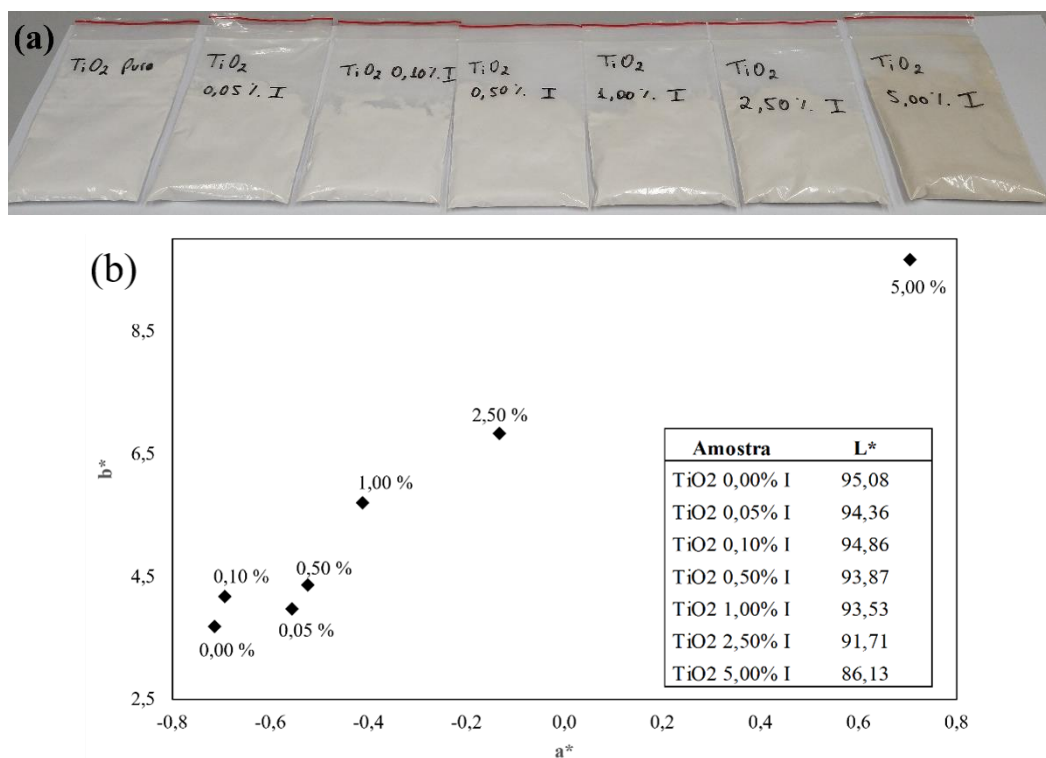 (a)
TiO2 Puro
TiO2
0,05%. I
TiO2 0,10% I
TiO2
0,50%. I
TiO2
1,00%. I
TiO2
2,50%. I
TiO2
5,00%. I
(b)
8,5
6,5
4,5
2,5
b*
5,00 %
2,50 %
1,00 %
0,50 %
0,10 %
0,05 %
0,00 %
Amostra L*
TiO2 0,00% I 95,08
TiO2 0,05% I 94,36
TiO2 0,10% I 94,86
TiO2 0,50% I 93,87
TiO2 1,00% I 93,53
TiO2 2,50% I 91,71
TiO2 5,00% I 86,13
-0,8 -0,6 -0,4 -0,2 0,0 0,2 0,4 0,6 0,8
a*